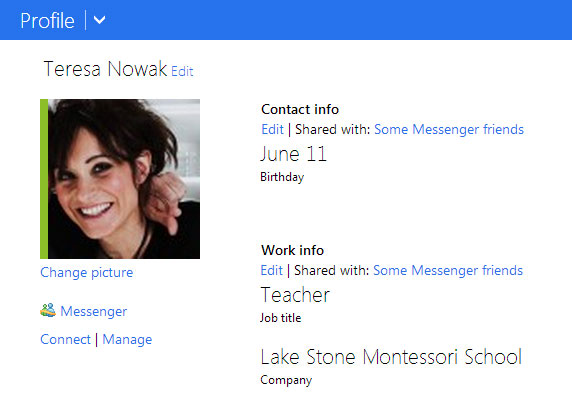 Profile
Teresa Nowak Edit
Contact info
Edit | Shared with: Some Messenger friends
June 11
Birthday
Work info
Edit | Shared with: Some Messenger friends
Teacher
Job title
Lake Stone Montessori School
Company
Change picture
Messenger
Connect | Manage